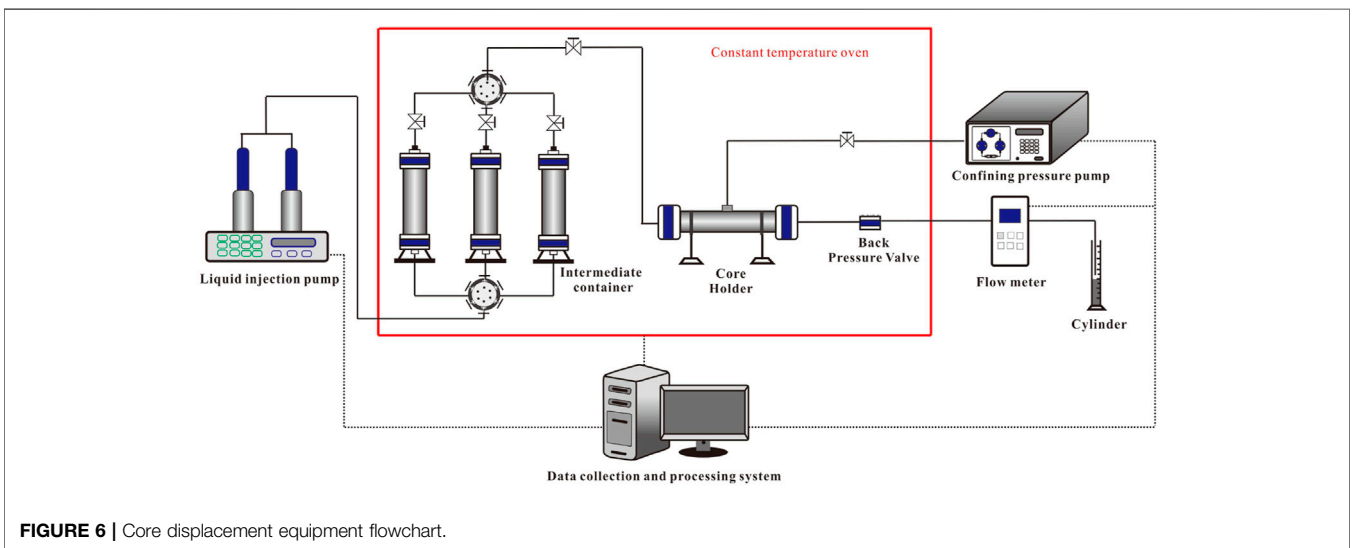 Constant temperature oven
Confining pressure pump
Liquid injection pump
Intermediate
container
Core
Holder
Back
Pressure Valve
Flow meter
Cylinder
Data collection and processing system
FIGURE 6 | Core displacement equipment flowchart.